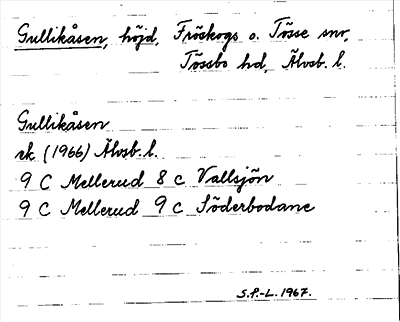 Gullikåsen, höjd, Fröskogs o. Tösse snr,
Tössbo hd, Älvsb. l.
Gullikåsen
rk (1966) Älvsb. l.
9 C Mellerud 8 c Vallsjön
9 C Mellerud 9 c Söderbodane
S.F.-L. 1967.